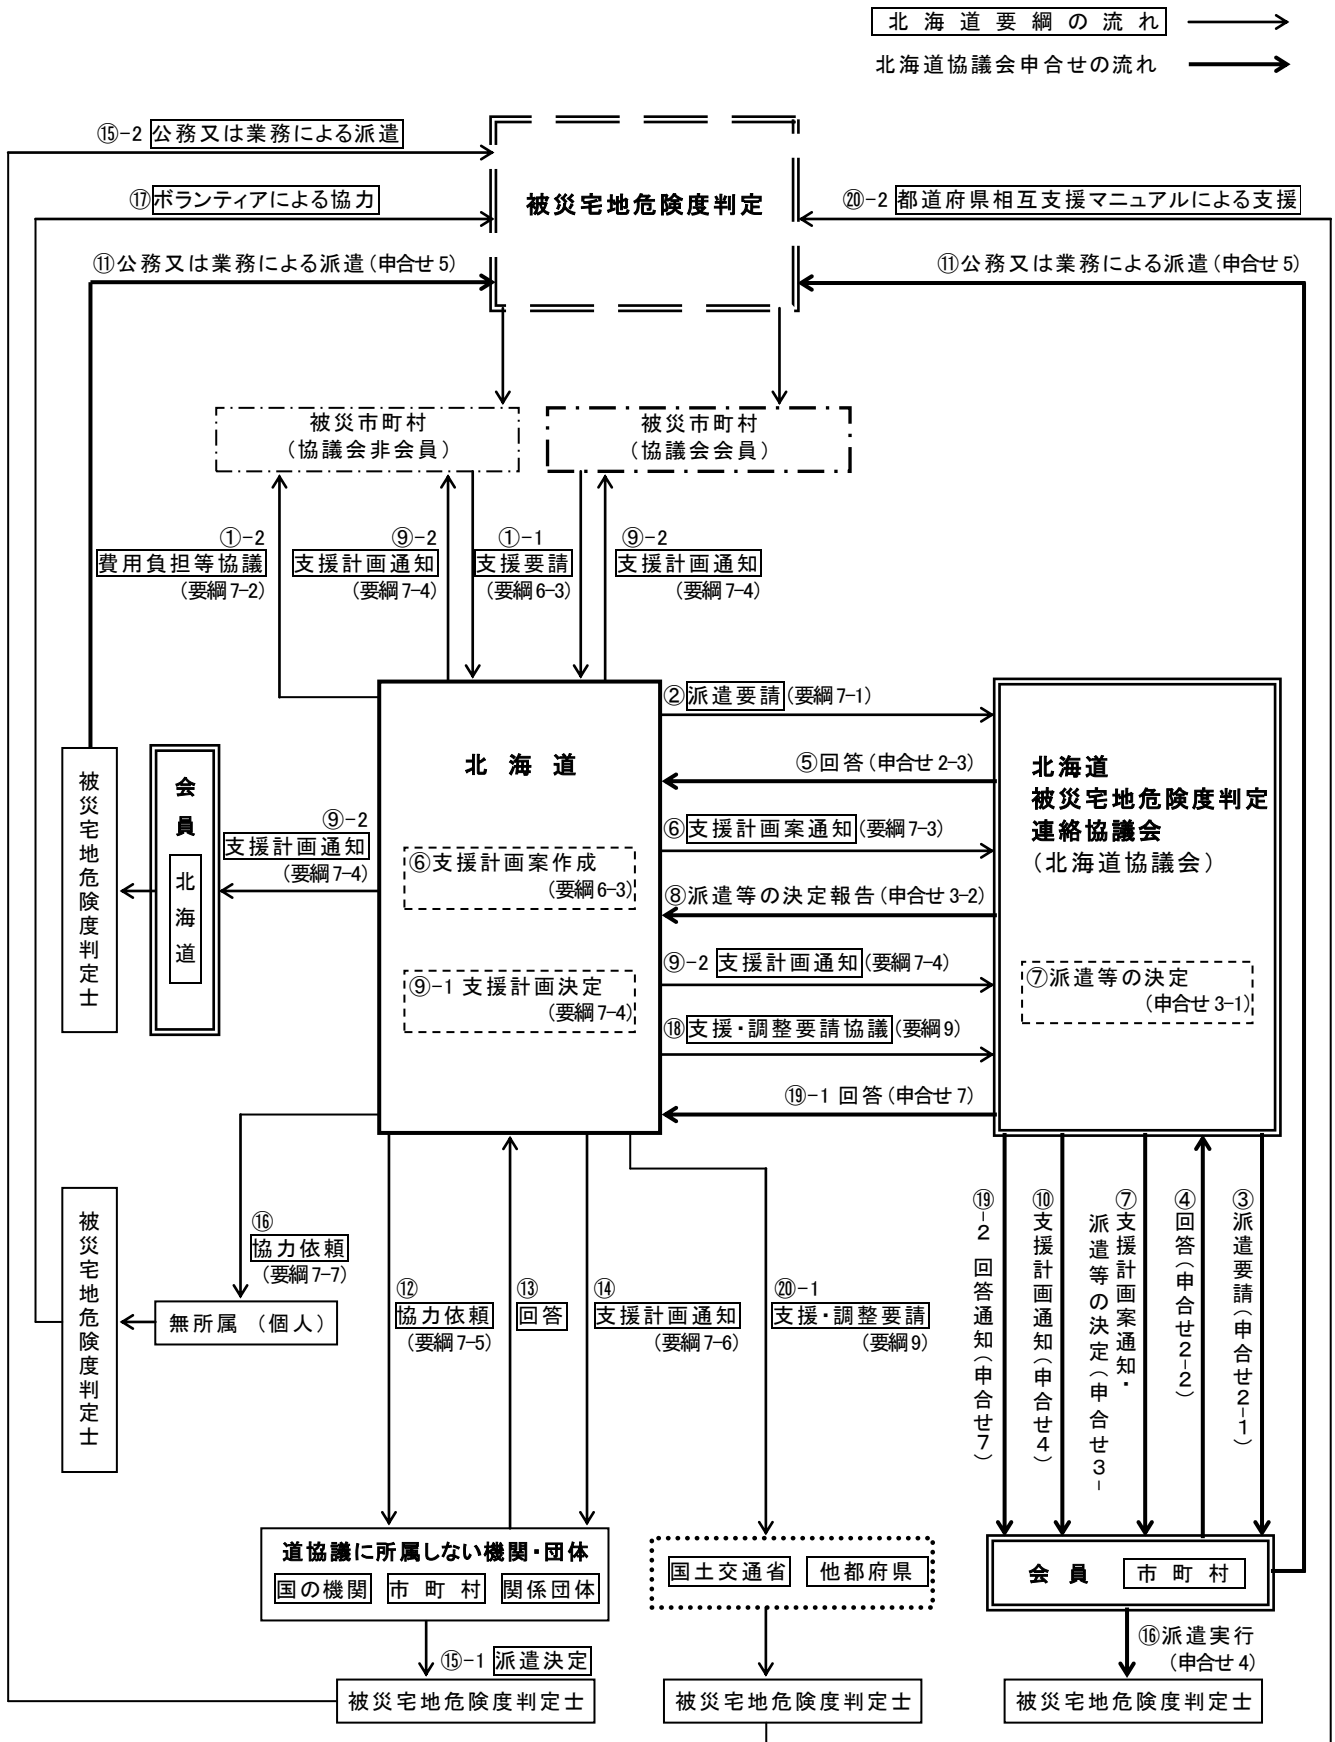 北海道要綱の流れ
北海道協議会申合せの流れ
⑮-2 公務又は業務による派遣
⑰ボランティアによる協力
被災宅地危険度判定
⑳-2 都道府県相互支援マニュアルによる支援
⑪公務又は業務による派遣(申合せ5)
⑪公務又は業務による派遣(申合せ5)
被災市町村
(協議会非会員)
被災市町村
(協議会会員)
①-2
費用負担等協議
(要綱7-2)
⑨-2
支援計画通知
(要綱7-4)
①-1
支援要請
(要綱6-3)
⑨-2
支援計画通知
(要綱7-4)
北海道
⑥支援計画案作成
(要綱6-3)
⑨-1 支援計画決定
(要綱7-4)
②派遣要請(要綱7-1)
⑤回答(申合せ2-3)
⑥支援計画案通知(要綱7-3)
⑧派遣等の決定報告(申合せ3-2)
⑨-2 支援計画通知(要綱7-4)
⑱支援・調整要請協議(要綱9)
⑲-1 回答(申合せ7)
北海道
被災宅地危険度判定
連絡協議会
(北海道協議会)
⑦派遣等の決定
(申合せ3-1)
被災宅地危険度判定士
会員
北海道
⑨-2
支援計画通知
(要綱7-4)
被災宅地危険度判定士
⑯
協力依頼
(要綱7-7)
無所属 (個人)
⑫
協力依頼
(要綱7-5)
⑬
回答
⑭
支援計画通知
(要綱7-6)
⑳-1
支援・調整要請
(要綱9)
⑲-2 回答通知(申合せ7)
⑩支援計画通知(申合せ4)
⑦支援計画案通知・
派遣等の決定(申合せ3-
④回答(申合せ2-2)
③派遣要請(申合せ2-1)
道協議に所属しない機関・団体
国の機関 市町村 関係団体
国土交通省 他都府県
会員 市町村
⑮-1 派遣決定
⑯派遣実行
(申合せ4)
被災宅地危険度判定士
被災宅地危険度判定士
被災宅地危険度判定士